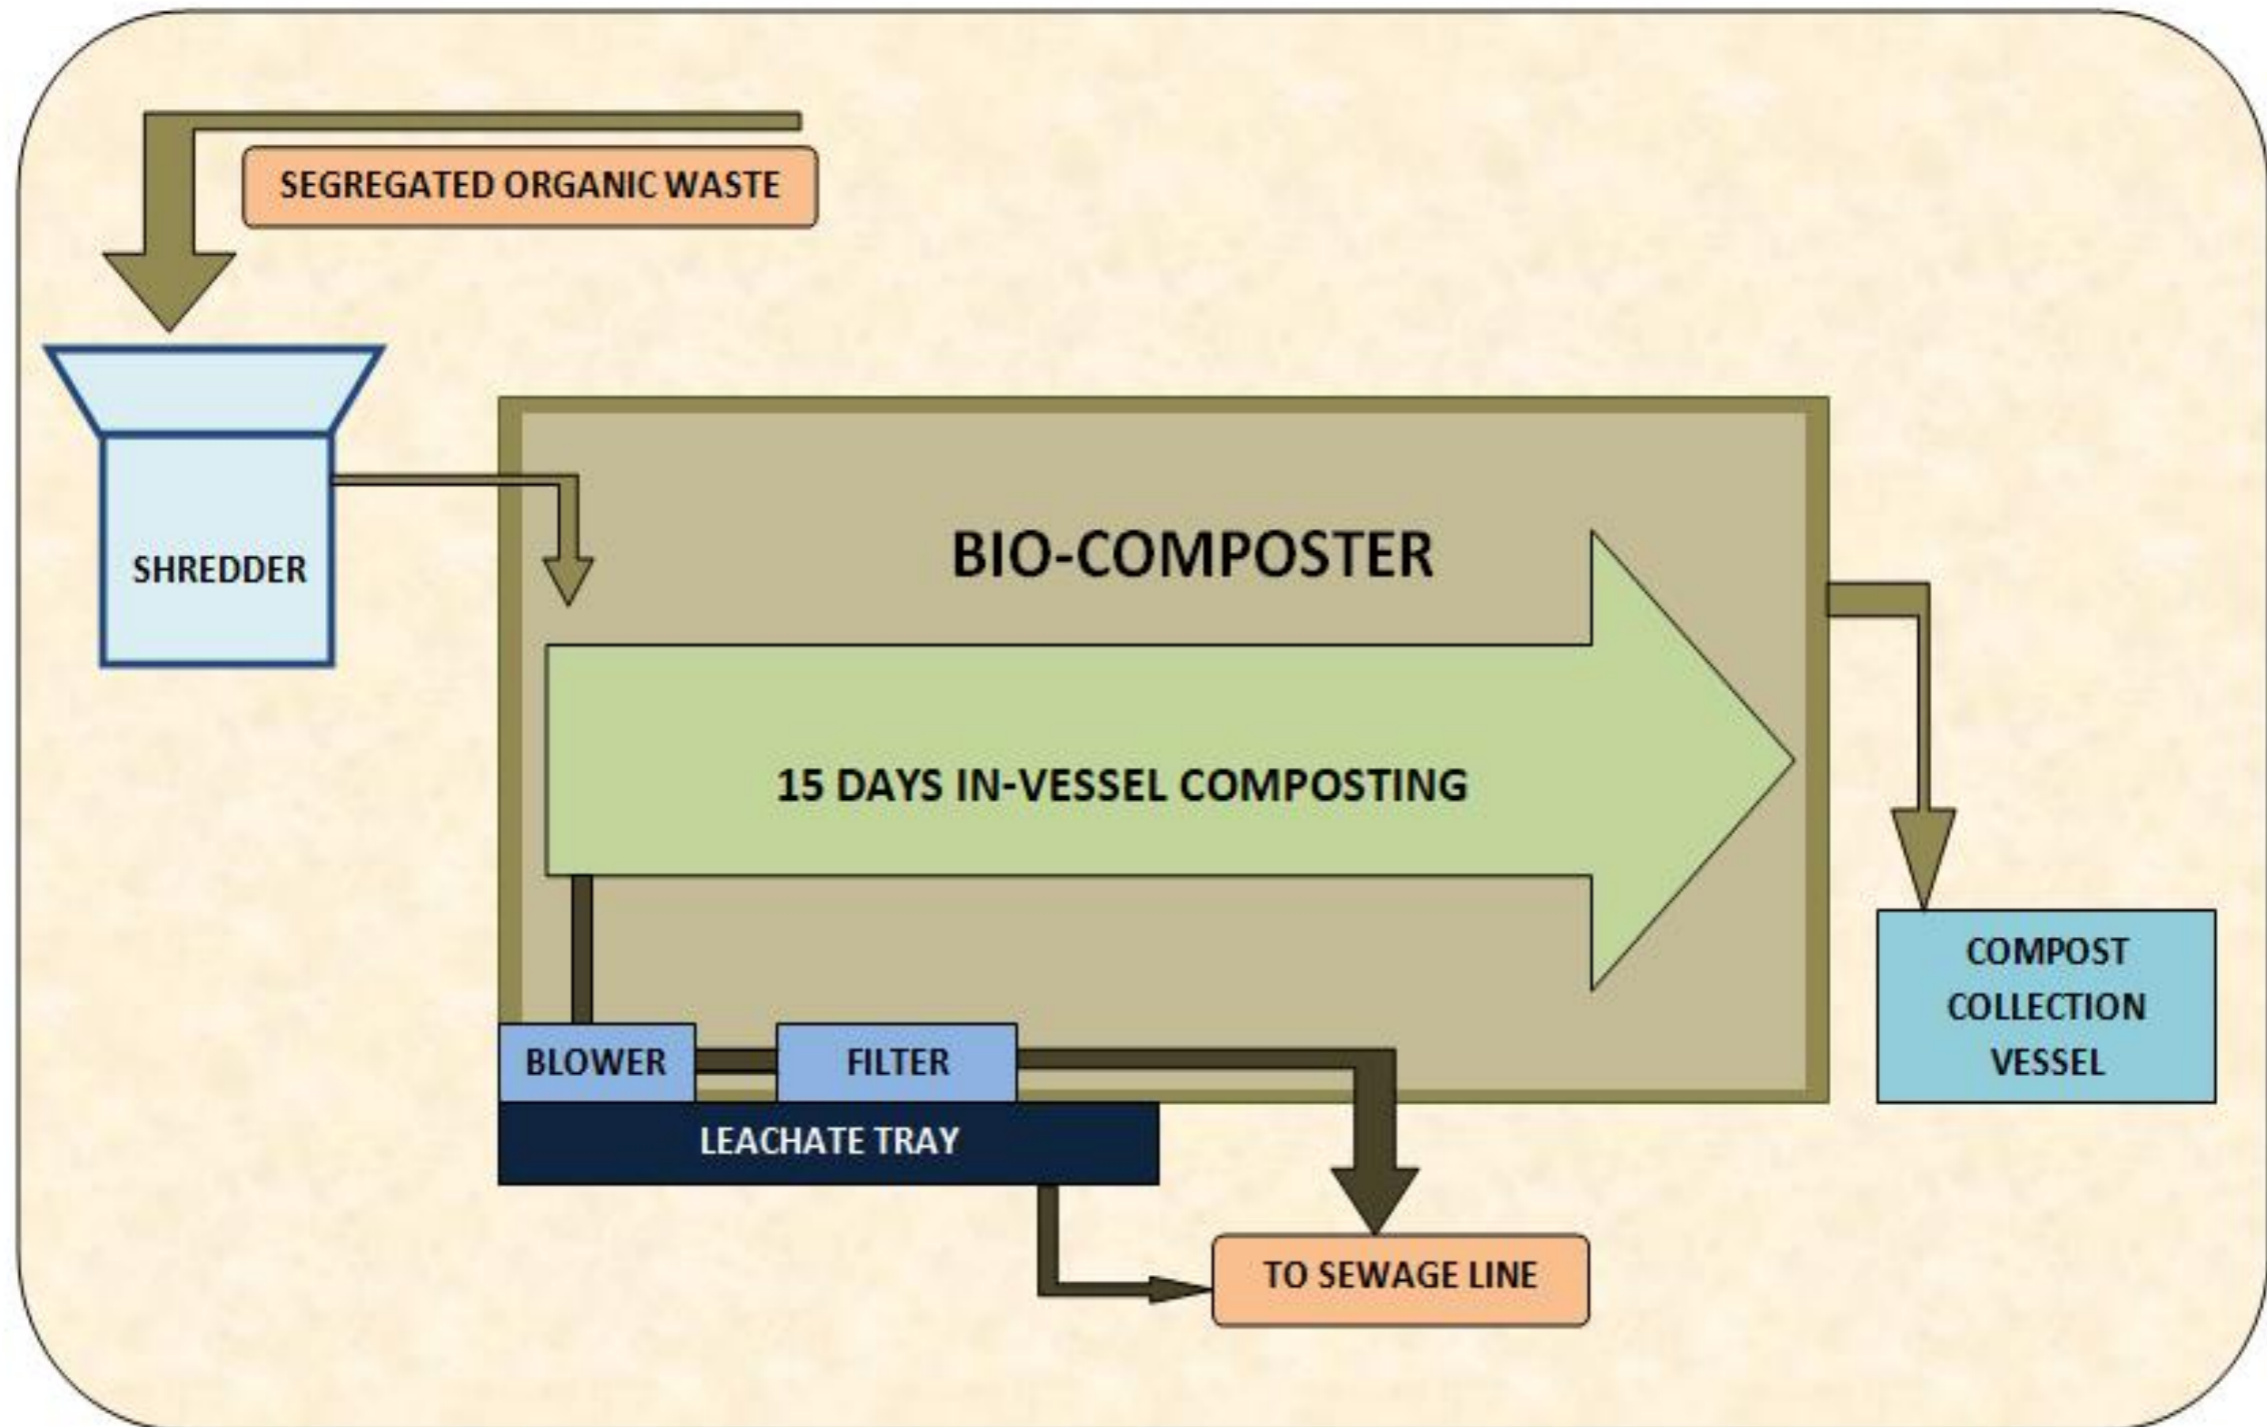 SEGREGATED ORGANIC WASTE
SHREDDER
BIO-COMPOSTER
15 DAYS IN-VESSEL COMPOSTING
COMPOST
COLLECTION
VESSEL
BLOWER
FILTER
LEACHATE TRAY
TO SEWAGE LINE